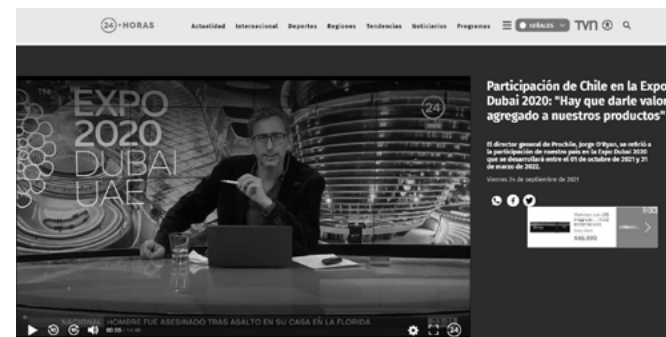 24 HORAS
Actualidad Internacional Deportes Regiones Tendencias Noticiarios Programas SEÑALES TVN
EXPO
2020
DUBAI
UAE
24
Participación de Chile en la Expo
Dubai 2020: "Hay que darle valor
agregado a nuestros productos"
El director general de Prochile, Jorge O'Ryan, se refirió a
la participación de nuestro país en la Expo Dubai 2020
que se desarrollará entre el 01 de octubre de 2021 y 31
de marzo de 2022.
Viernes 24 de septiembre de 2021
NACIONAL HOMBRE FUE ASESINADO TRAS ASALTO EN SU CASA EN LA FLORIDA
24